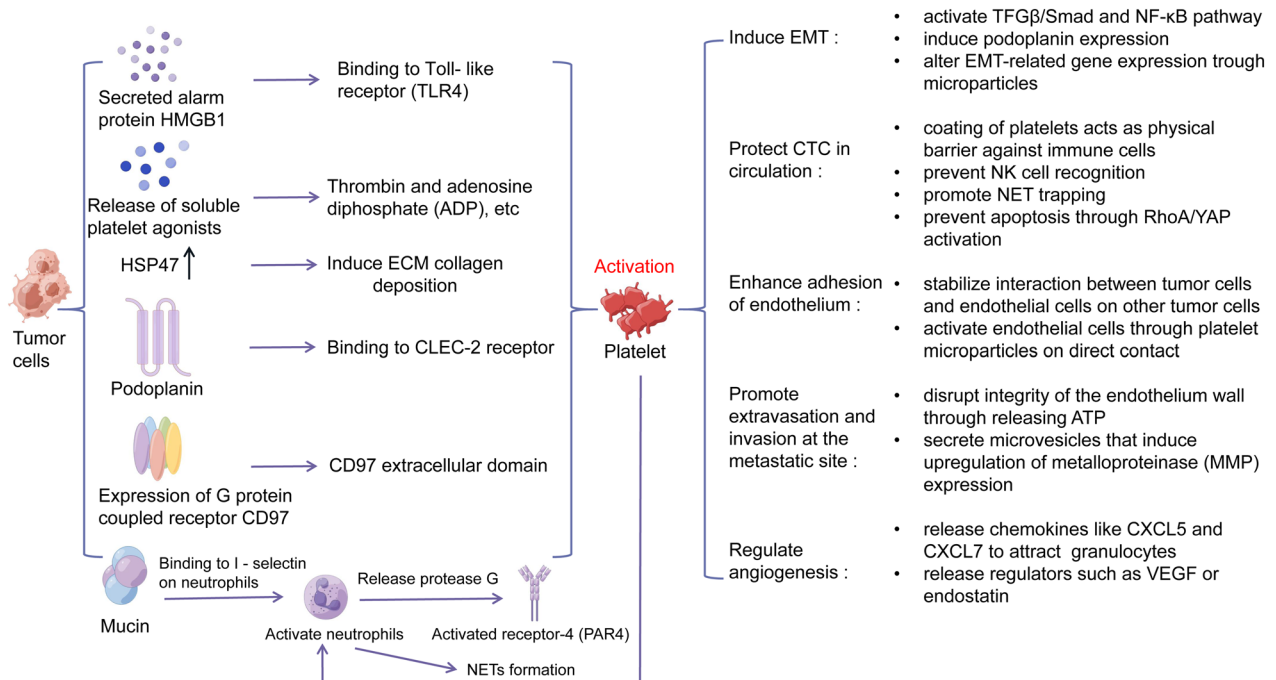 Tumor
cells
Secreted alarm
protein HMGB1
Binding to Toll- like
receptor (TLR4)
Release of soluble
platelet agonists
Thrombin and adenosine
diphosphate (ADP), etc
HSP47
Induce ECM collagen
deposition
Podoplanin
Binding to CLEC-2 receptor
Expression of G protein
coupled receptor CD97
CD97 extracellular domain
Mucin
Binding to I - selectin
on neutrophils
Activate neutrophils
Release protease G
Activated receptor-4 (PAR4)
NETs formation
Activation
Platelet
Induce EMT :
• activate TFGβ/Smad and NF-κB pathway
• induce podoplanin expression
• alter EMT-related gene expression trough
microparticles
Protect CTC in
circulation :
• coating of platelets acts as physical
barrier against immune cells
• prevent NK cell recognition
• promote NET trapping
• prevent apoptosis through RhoA/YAP
activation
Enhance adhesion
of endothelium :
• stabilize interaction between tumor cells
and endothelial cells on other tumor cells
• activate endothelial cells through platelet
microparticles on direct contact
Promote
extravasation and
invasion at the
metastatic site :
• disrupt integrity of the endothelium wall
through releasing ATP
• secrete microvesicles that induce
upregulation of metalloproteinase (MMP)
expression
Regulate
angiogenesis :
• release chemokines like CXCL5 and
CXCL7 to attract granulocytes
• release regulators such as VEGF or
endostatin